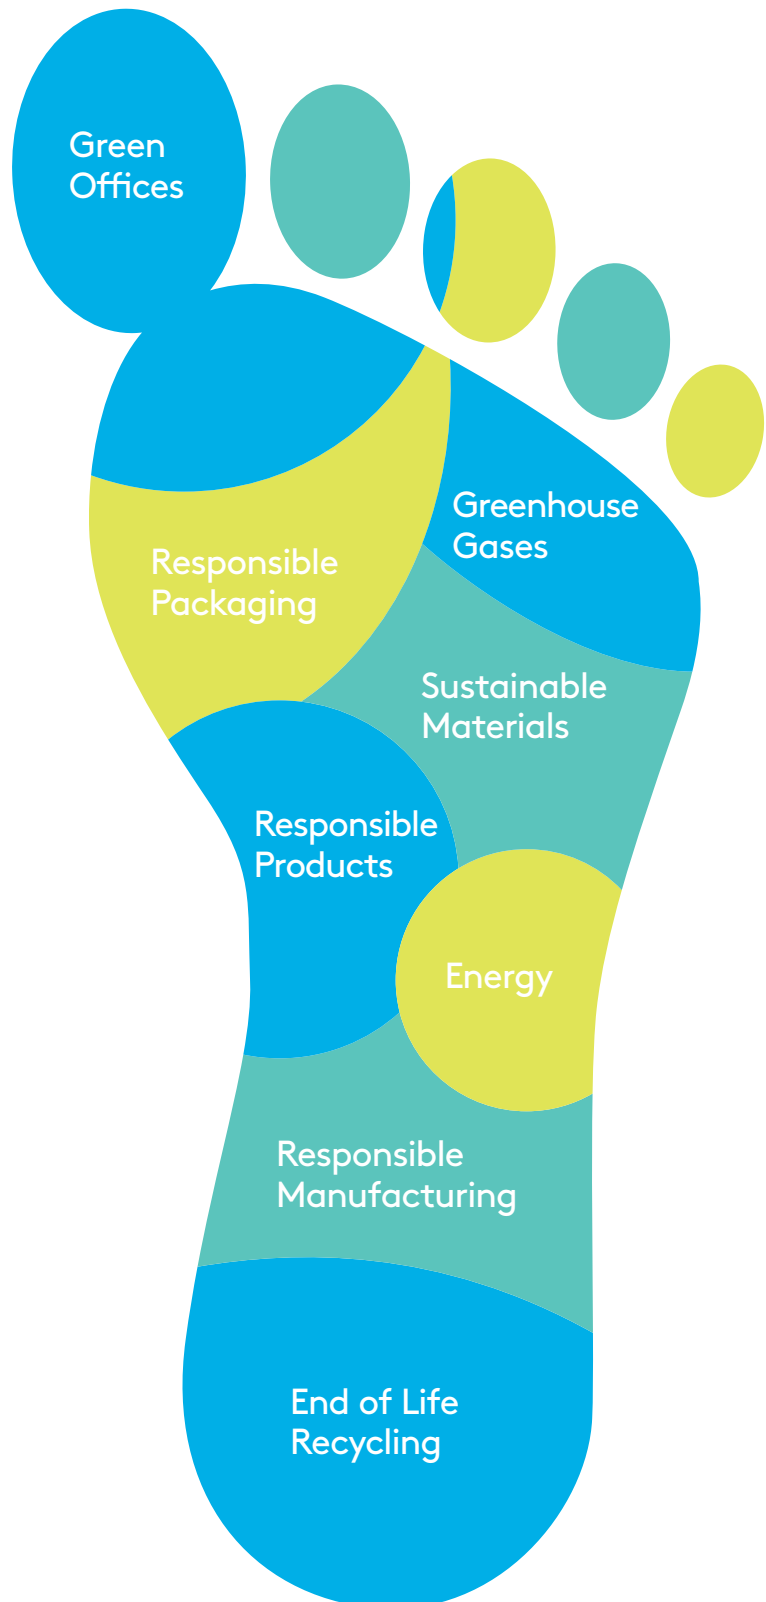 Green
Offices
Greenhouse
Gases
Responsible
Packaging
Sustainable
Materials
Responsible
Products
Energy
Responsible
Manufacturing
End of Life
Recycling